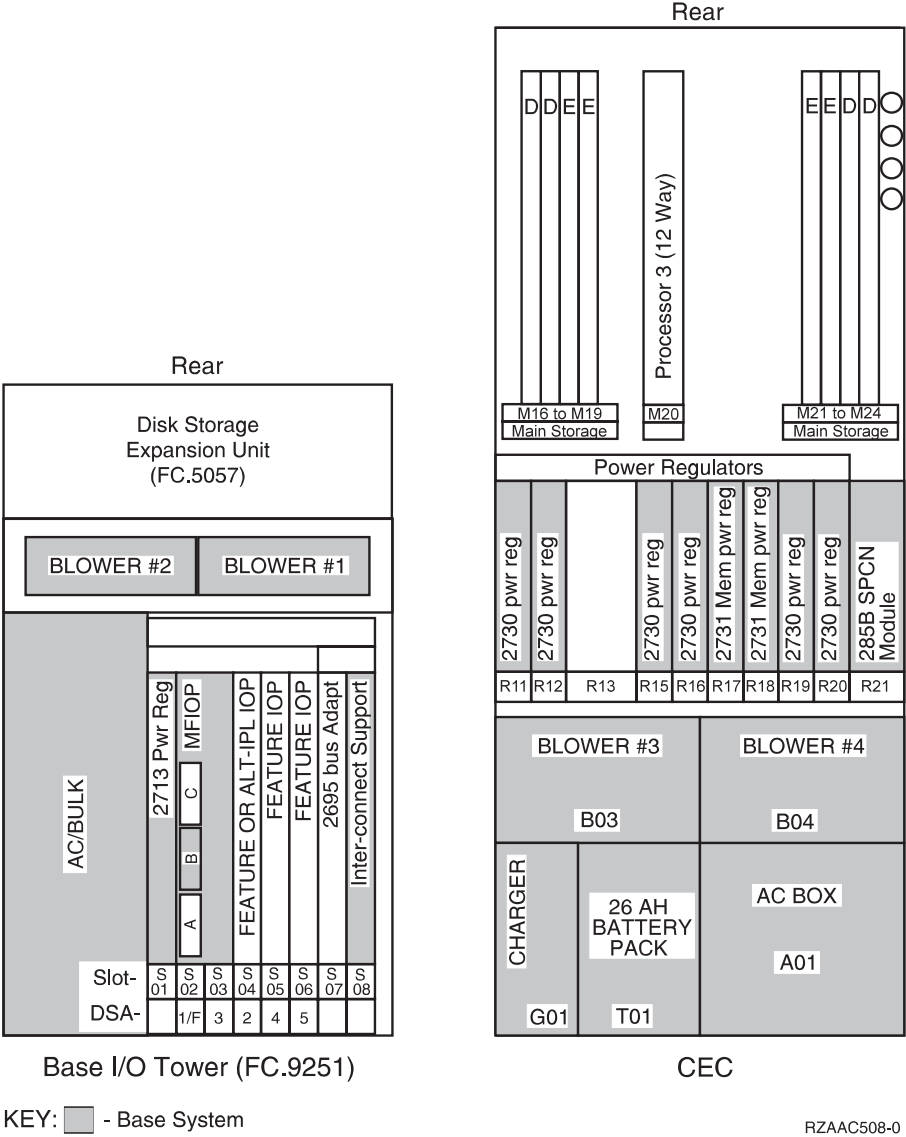 Rear
Disk Storage
Expansion Unit
(FC.5057)
BLOWER #2
BLOWER #1
AC/BULK
2713 Pwr Reg
MFIOP
C
B
A
FEATURE OR ALT-IPL IOP
FEATURE IOP
FEATURE IOP
2695 bus Adapt
Inter-connect Support
Slot-
S 01
S 02
S 03
S 04
S 05
S 06
S 07
S 08
DSA-
1/F
3
2
4
5
Base I/O Tower (FC.9251)
Rear
D D E E
E E D D
Processor 3 (12 Way)
M16 to M19
Main Storage
M20
M21 to M24
Main Storage
Power Regulators
2730 pwr reg
2730 pwr reg
2730 pwr reg
2730 pwr reg
2731 Mem pwr reg
2731 Mem pwr reg
2730 pwr reg
2730 pwr reg
285B SPCN
Module
R11
R12
R13
R15
R16
R17
R18
R19
R20
R21
BLOWER #3
B03
BLOWER #4
B04
CHARGER
G01
26 AH
BATTERY
PACK
T01
AC BOX
A01
CEC
KEY: - Base System
RZAAC508-0